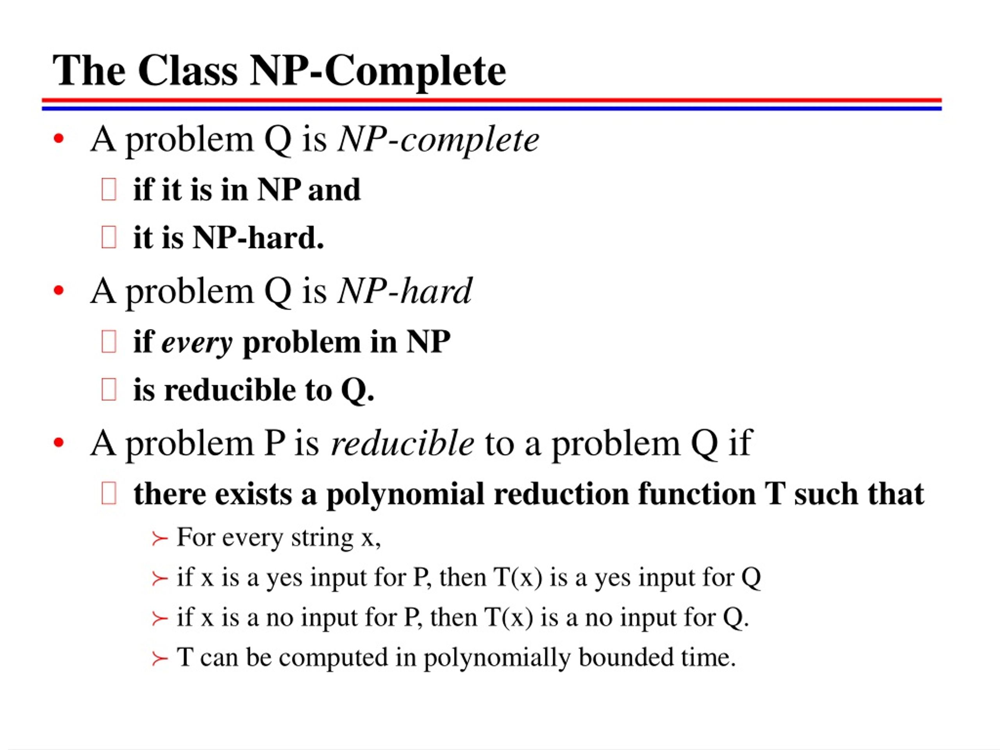 The Class NP-Complete
• A problem Q is NP-complete
if it is in NP and
it is NP-hard.
• A problem Q is NP-hard
if every problem in NP
is reducible to Q.
• A problem P is reducible to a problem Q if
there exists a polynomial reduction function T such that
➢ For every string x,
➢ if x is a yes input for P, then T(x) is a yes input for Q
➢ if x is a no input for P, then T(x) is a no input for Q.
➢ T can be computed in polynomially bounded time.